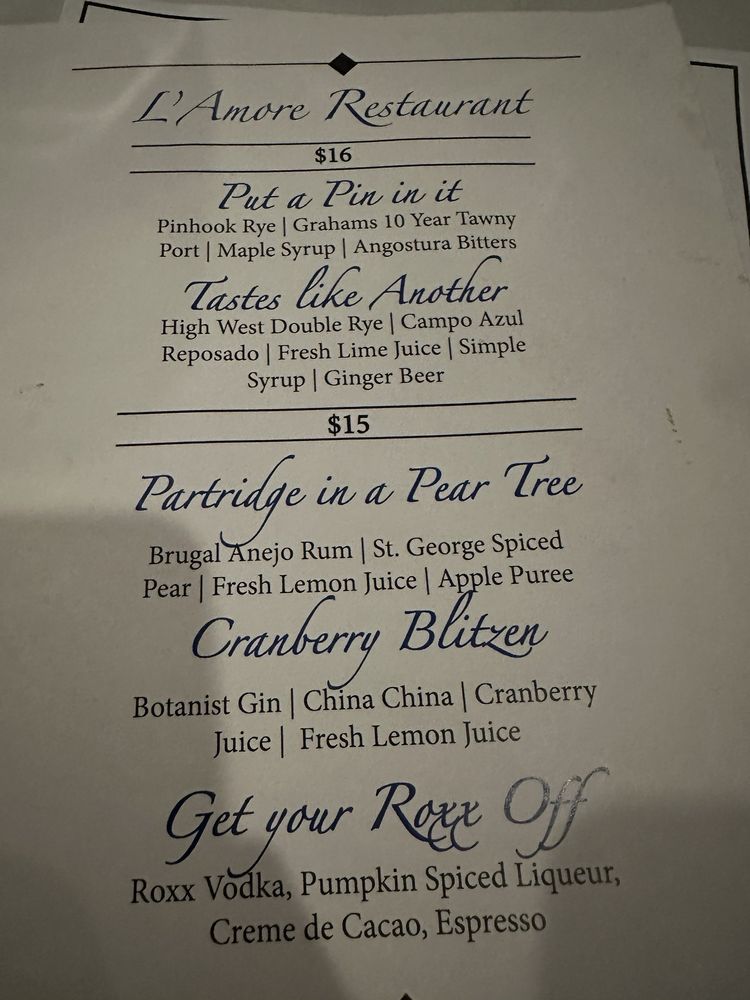 L'Amore Restaurant
$16
Put a Pin in it
Pinhook Rye | Grahams 10 Year Tawny
Port | Maple Syrup | Angostura Bitters
Tastes like Another
High West Double Rye | Campo Azul
Reposado | Fresh Lime Juice | Simple
Syrup | Ginger Beer
$15
Partridge in a Pear Tree
Brugal Anejo Rum | St. George Spiced
Pear | Fresh Lemon Juice | Apple Puree
Cranberry Blitzen
Botanist Gin | China China | Cranberry
Juice | Fresh Lemon Juice
Get your Roxx Off
Roxx Vodka, Pumpkin Spiced Liqueur,
Creme de Cacao, Espresso